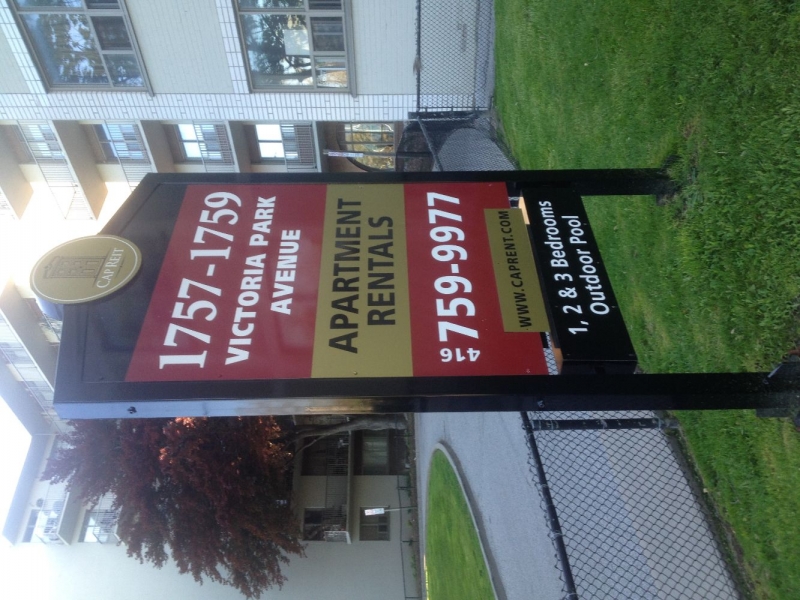 CAPREIT
1757-1759
VICTORIA PARK
AVENUE
APARTMENT
RENTALS
416 759-9977
WWW.CAPRENT.COM
1, 2 & 3 Bedrooms
Outdoor Pool